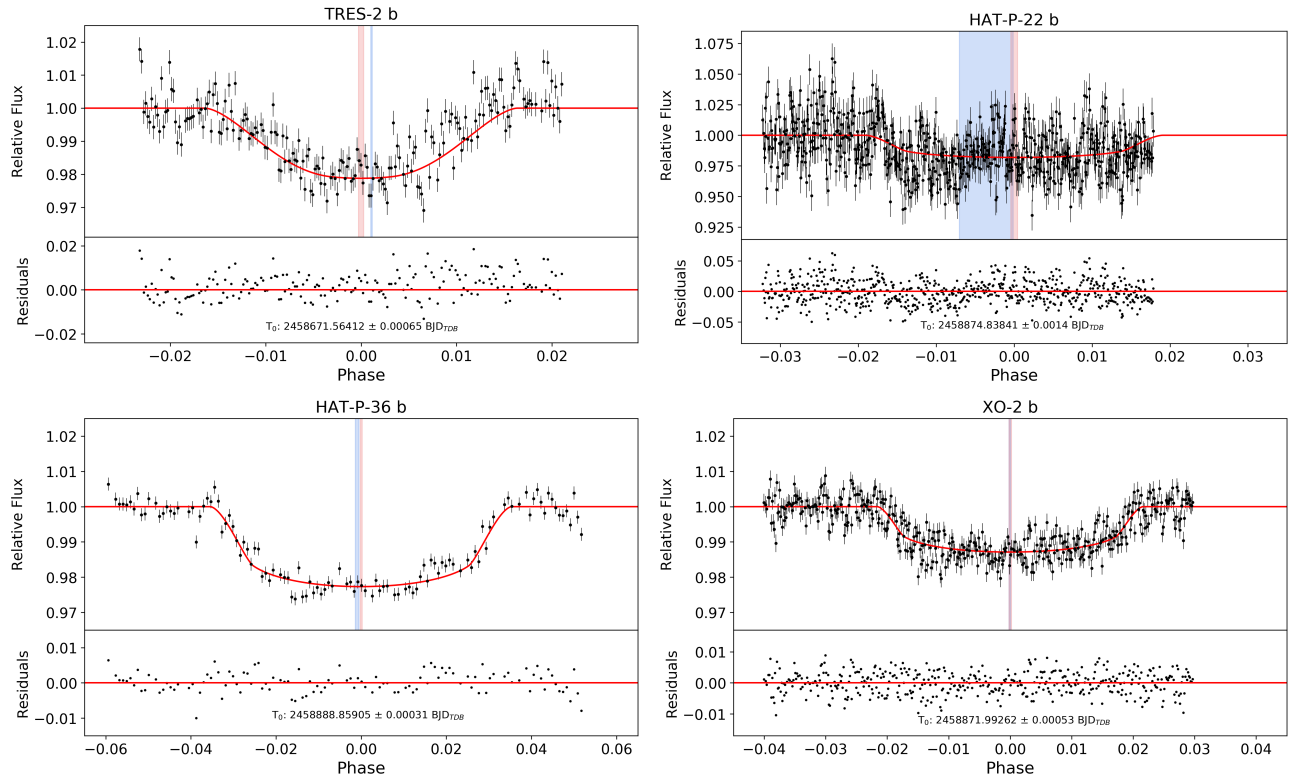 TRES-2 b
1.02
1.01
1.00
0.99
0.98
0.97
Relative Flux
0.02
0.00
−0.02
Residuals
T0: 2458671.56412 ± 0.00065 BJDTDB
−0.02 −0.01 0.00 0.01 0.02
Phase
HAT-P-22 b
1.075
1.050
1.025
1.000
0.975
0.950
0.925
Relative Flux
0.05
0.00
−0.05
Residuals
T0: 2458874.83841 ± 0.0014 BJDTDB
−0.03 −0.02 −0.01 0.00 0.01 0.02 0.03
Phase
HAT-P-36 b
1.02
1.01
1.00
0.99
0.98
0.97
Relative Flux
0.01
0.00
−0.01
Residuals
T0: 2458888.85905 ± 0.00031 BJDTDB
−0.06 −0.04 −0.02 0.00 0.02 0.04 0.06
Phase
XO-2 b
1.02
1.01
1.00
0.99
0.98
0.97
Relative Flux
0.01
0.00
−0.01
Residuals
T0: 2458871.99262 ± 0.00053 BJDTDB
−0.04 −0.03 −0.02 −0.01 0.00 0.01 0.02 0.03 0.04
Phase